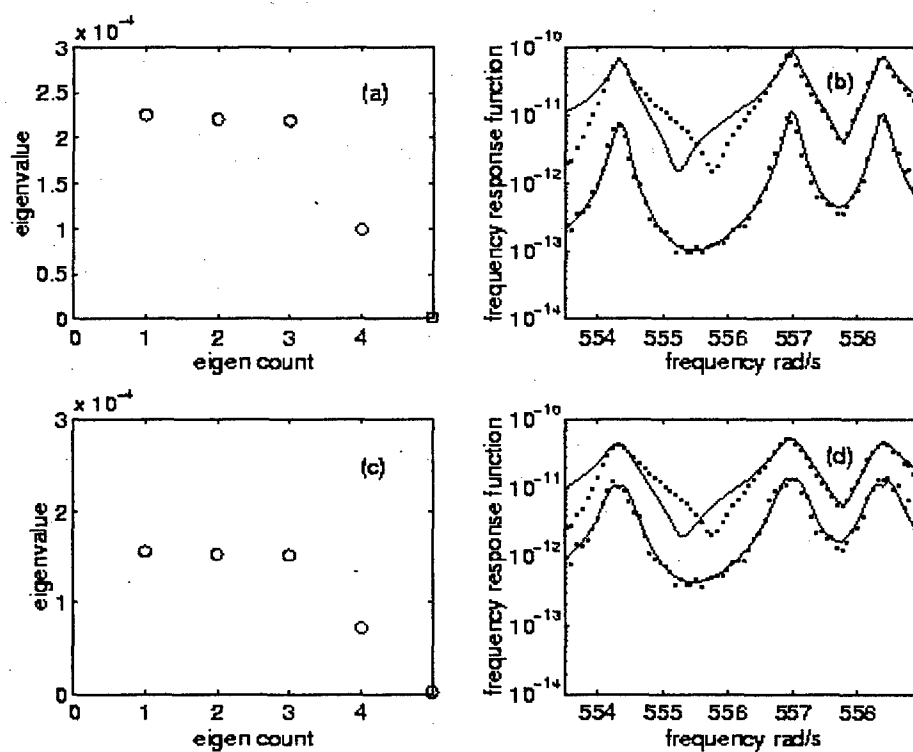 x 10⁻⁴
3
2.5
2
1.5
1
0.5
0
eigenvalue
(a)
0 1 2 3 4
eigen count
10⁻¹⁰
10⁻¹¹
10⁻¹²
10⁻¹³
10⁻¹⁴
frequency response function
(b)
554 555 556 557 558
frequency rad/s
x 10⁻⁴
3
2
1
0
eigenvalue
(c)
0 1 2 3 4
eigen count
10⁻¹⁰
10⁻¹¹
10⁻¹²
10⁻¹³
10⁻¹⁴
frequency response function
(d)
554 555 556 557 558
frequency rad/s